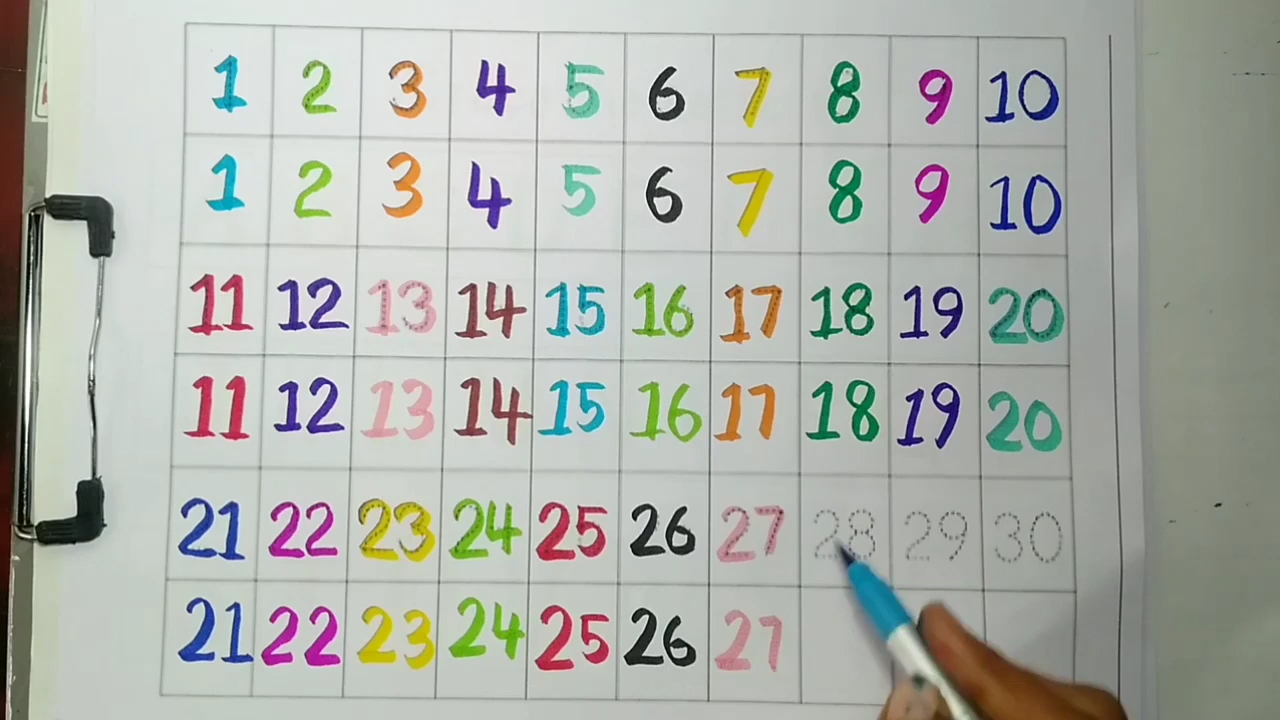 1 2 3 4 5 6 7 8 9 10
1 2 3 4 5 6 7 8 9 10
11 12 13 14 15 16 17 18 19 20
11 12 13 14 15 16 17 18 19 20
21 22 23 24 25 26 27 28 29 30
21 22 23 24 25 26 27